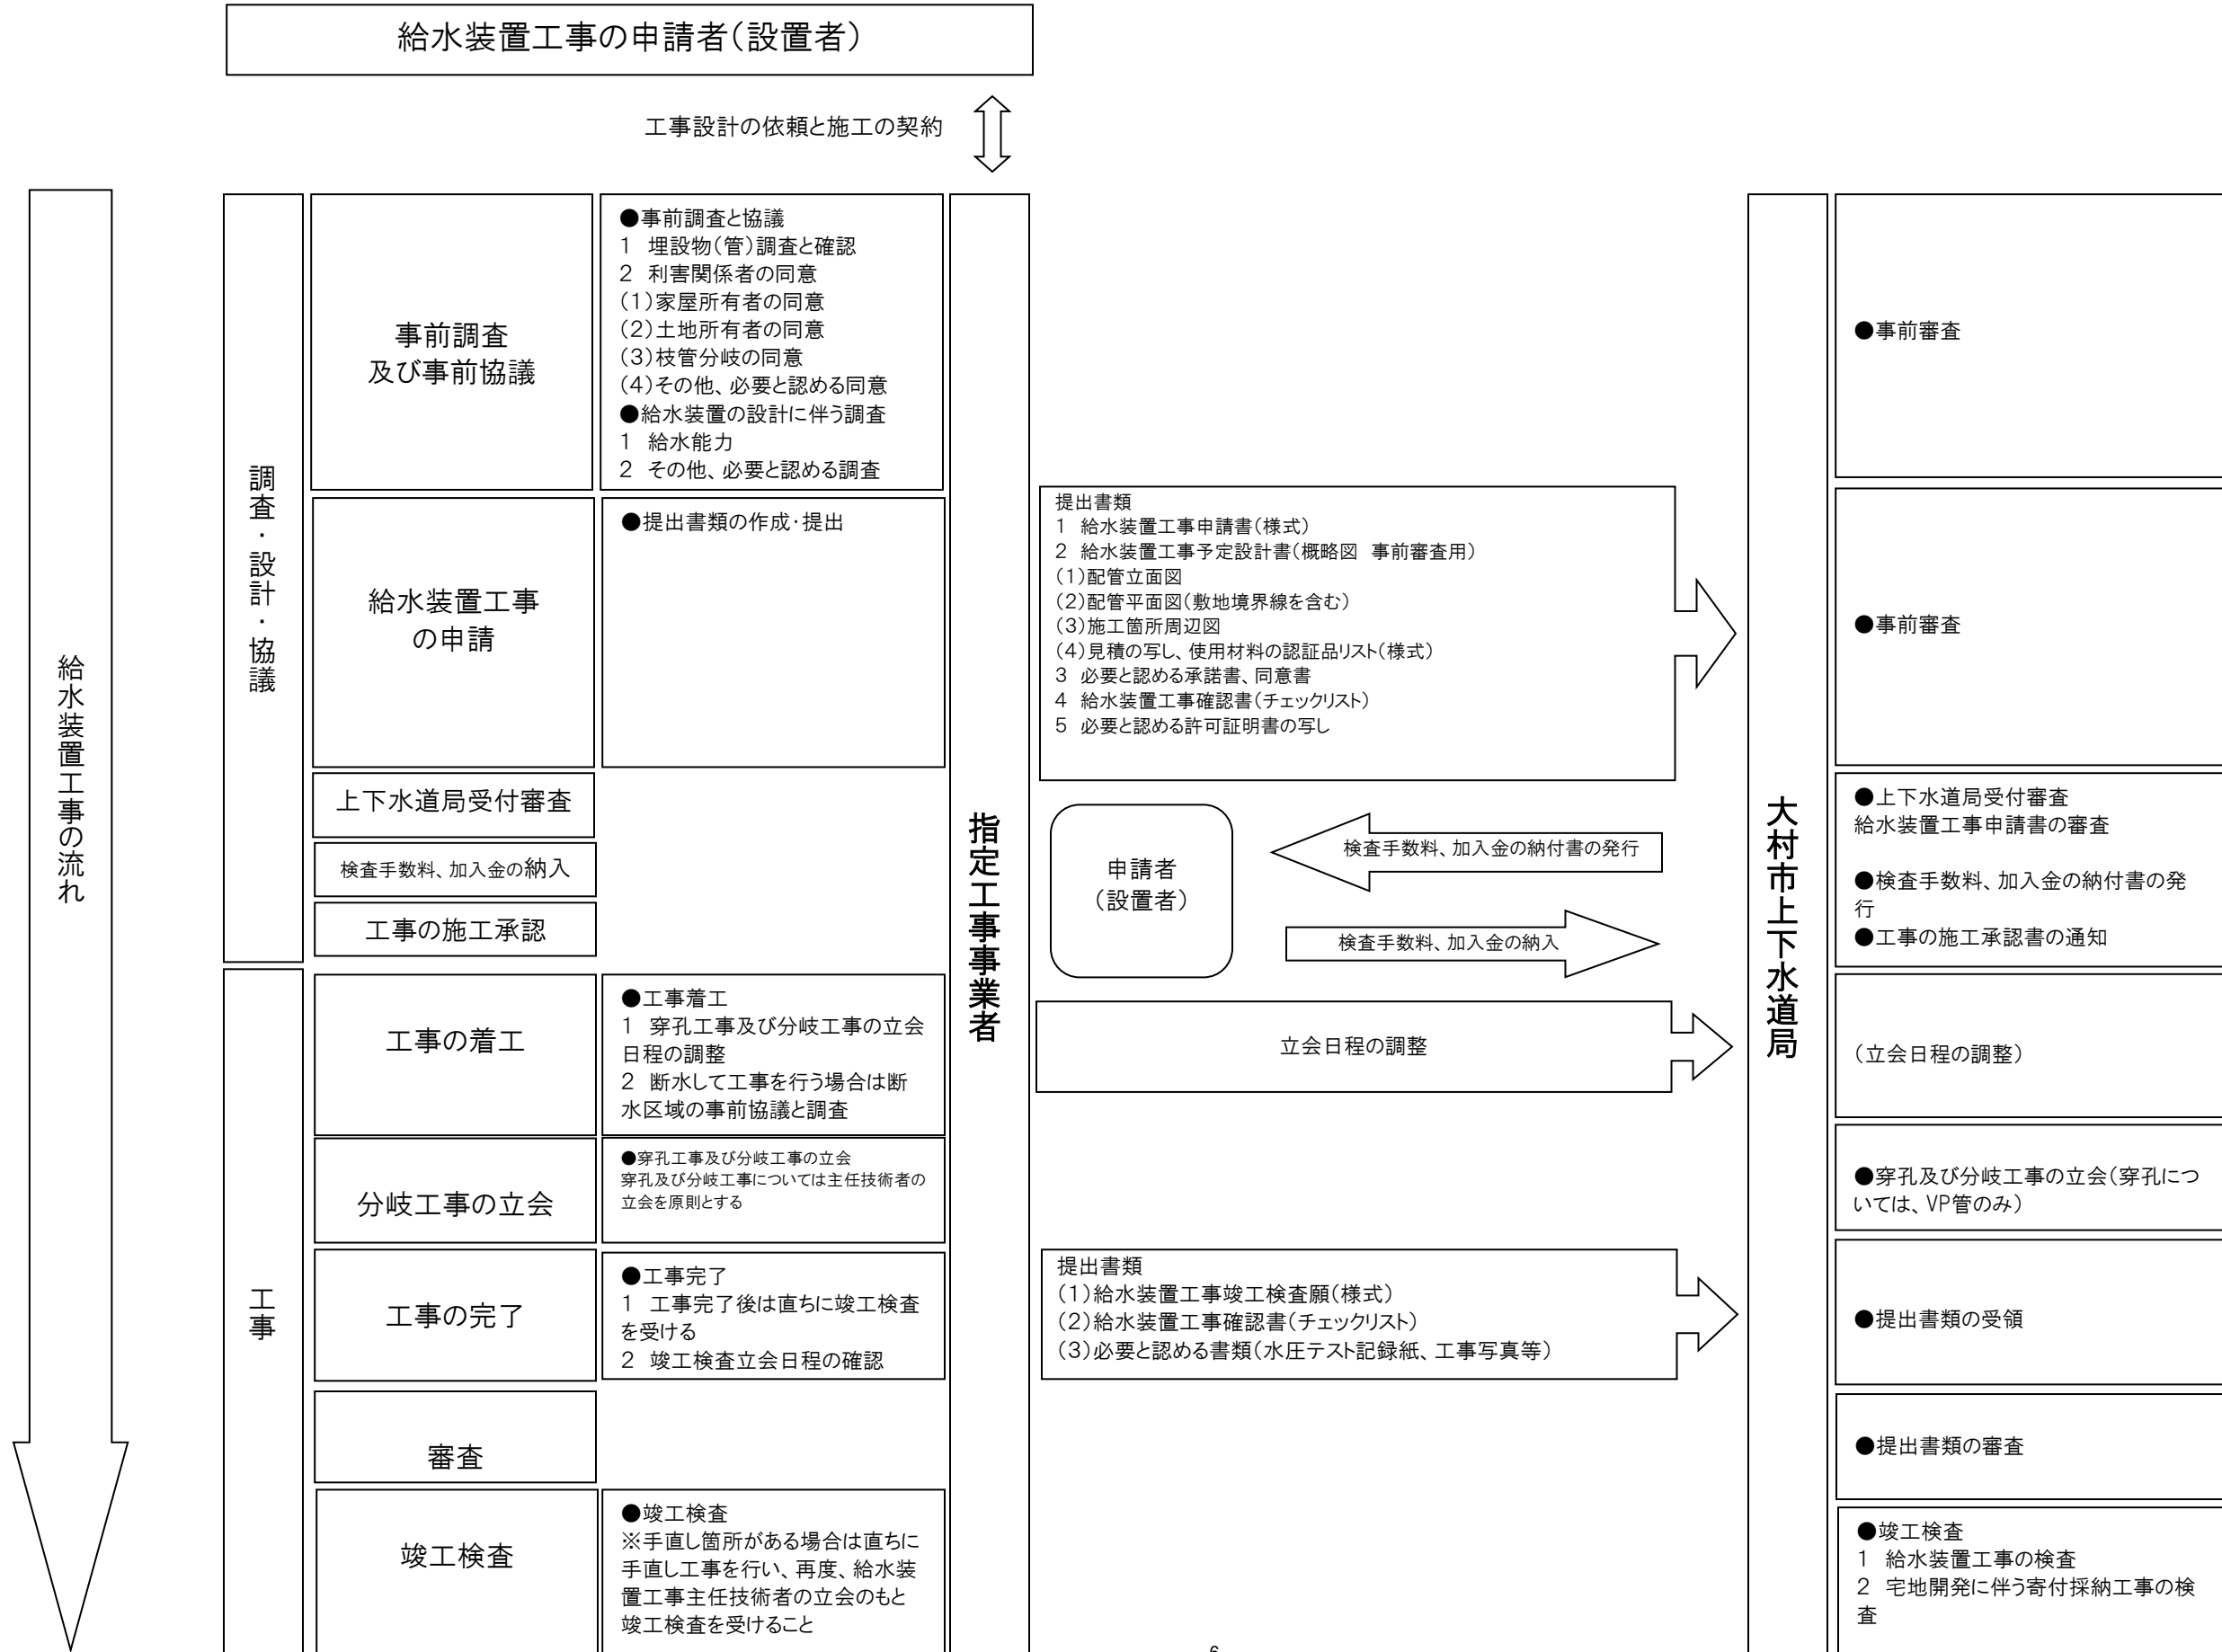 給水装置工事の申請者（設置者）
工事設計の依頼と施工の契約
給水装置工事の流れ
調査・設計・協議
事前調査
及び事前協議
●事前調査と協議
1　埋設物（管）調査と確認
2　利害関係者の同意
（1）家屋所有者の同意
（2）土地所有者の同意
（3）枝管分岐の同意
（4）その他、必要と認める同意
●給水装置の設計に伴う調査
1　給水能力
2　その他、必要と認める調査
給水装置工事
の申請
●提出書類の作成・提出
上下水道局受付審査
検査手数料、加入金の納入
工事の施工承認
工事
工事の着工
●工事着工
1　穿孔工事及び分岐工事の立会
日程の調整
2　断水して工事を行う場合は断
水区域の事前協議と調査
分岐工事の立会
●穿孔工事及び分岐工事の立会
穿孔及び分岐工事については主任技術者の
立会を原則とする
工事の完了
●工事完了
1　工事完了後は直ちに竣工検査
を受ける
2　竣工検査立会日程の確認
審査
竣工検査
●竣工検査
※手直し箇所がある場合は直ちに
手直し工事を行い、再度、給水装
置工事主任技術者の立会のもと
竣工検査を受けること
指定工事事業者
提出書類
1　給水装置工事申請書（様式）
2　給水装置工事予定設計書（概略図　事前審査用）
（1）配管立面図
（2）配管平面図（敷地境界線を含む）
（3）施工箇所周辺図
（4）見積の写し、使用材料の認証品リスト（様式）
3　必要と認める承諾書、同意書
4　給水装置工事確認書（チェックリスト）
5　必要と認める許可証明書の写し
申請者
（設置者）
検査手数料、加入金の納付書の発行
検査手数料、加入金の納入
立会日程の調整
提出書類
（1）給水装置工事竣工検査願（様式）
（2）給水装置工事確認書（チェックリスト）
（3）必要と認める書類（水圧テスト記録紙、工事写真等）
大村市上下水道局
●事前審査
●事前審査
●上下水道局受付審査
給水装置工事申請書の審査
●検査手数料、加入金の納付書の発
行
●工事の施工承認書の通知
（立会日程の調整）
●穿孔及び分岐工事の立会（穿孔につ
いては、VP管のみ）
●提出書類の受領
●提出書類の審査
●竣工検査
1　給水装置工事の検査
2　宅地開発に伴う寄付採納工事の検
査